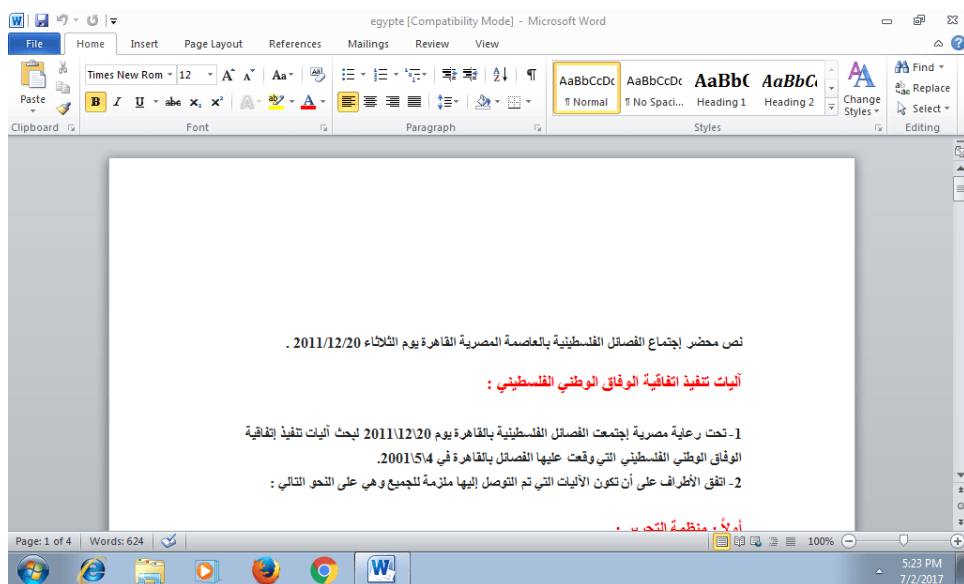 egypte [Compatibility Mode] - Microsoft Word
File Home Insert Page Layout References Mailings Review View
Paste
Clipboard
Times New Rom 12
Font
Paragraph
AaBbCcDc AaBbCcDc AaBbC AaBbCc
¶ Normal ¶ No Spaci... Heading 1 Heading 2
Change Styles
Styles
Find
Replace
Select
Editing
نص محضر إجتماع الفصائل الفلسطينية بالعاصمة المصرية القاهرة يوم الثلاثاء 2011/12/20 .
آليات تنفيذ اتفاقية الوفاق الوطني الفلسطيني :
1- تحت رعاية مصرية إجتمعت الفصائل الفلسطينية بالقاهرة يوم 20\12\2011 لبحث آليات تنفيذ إتفاقية
الوفاق الوطني الفلسطيني التي وقعت عليها الفصائل بالقاهرة في 4\5\2001.
2- اتفق الأطراف على أن تكون الآليات التي تم التوصل إليها ملزمة للجميع وهي على النحو التالي :
أولاً : منظمة التحرير :
Page: 1 of 4 Words: 624 100%
5:23 PM
7/2/2017